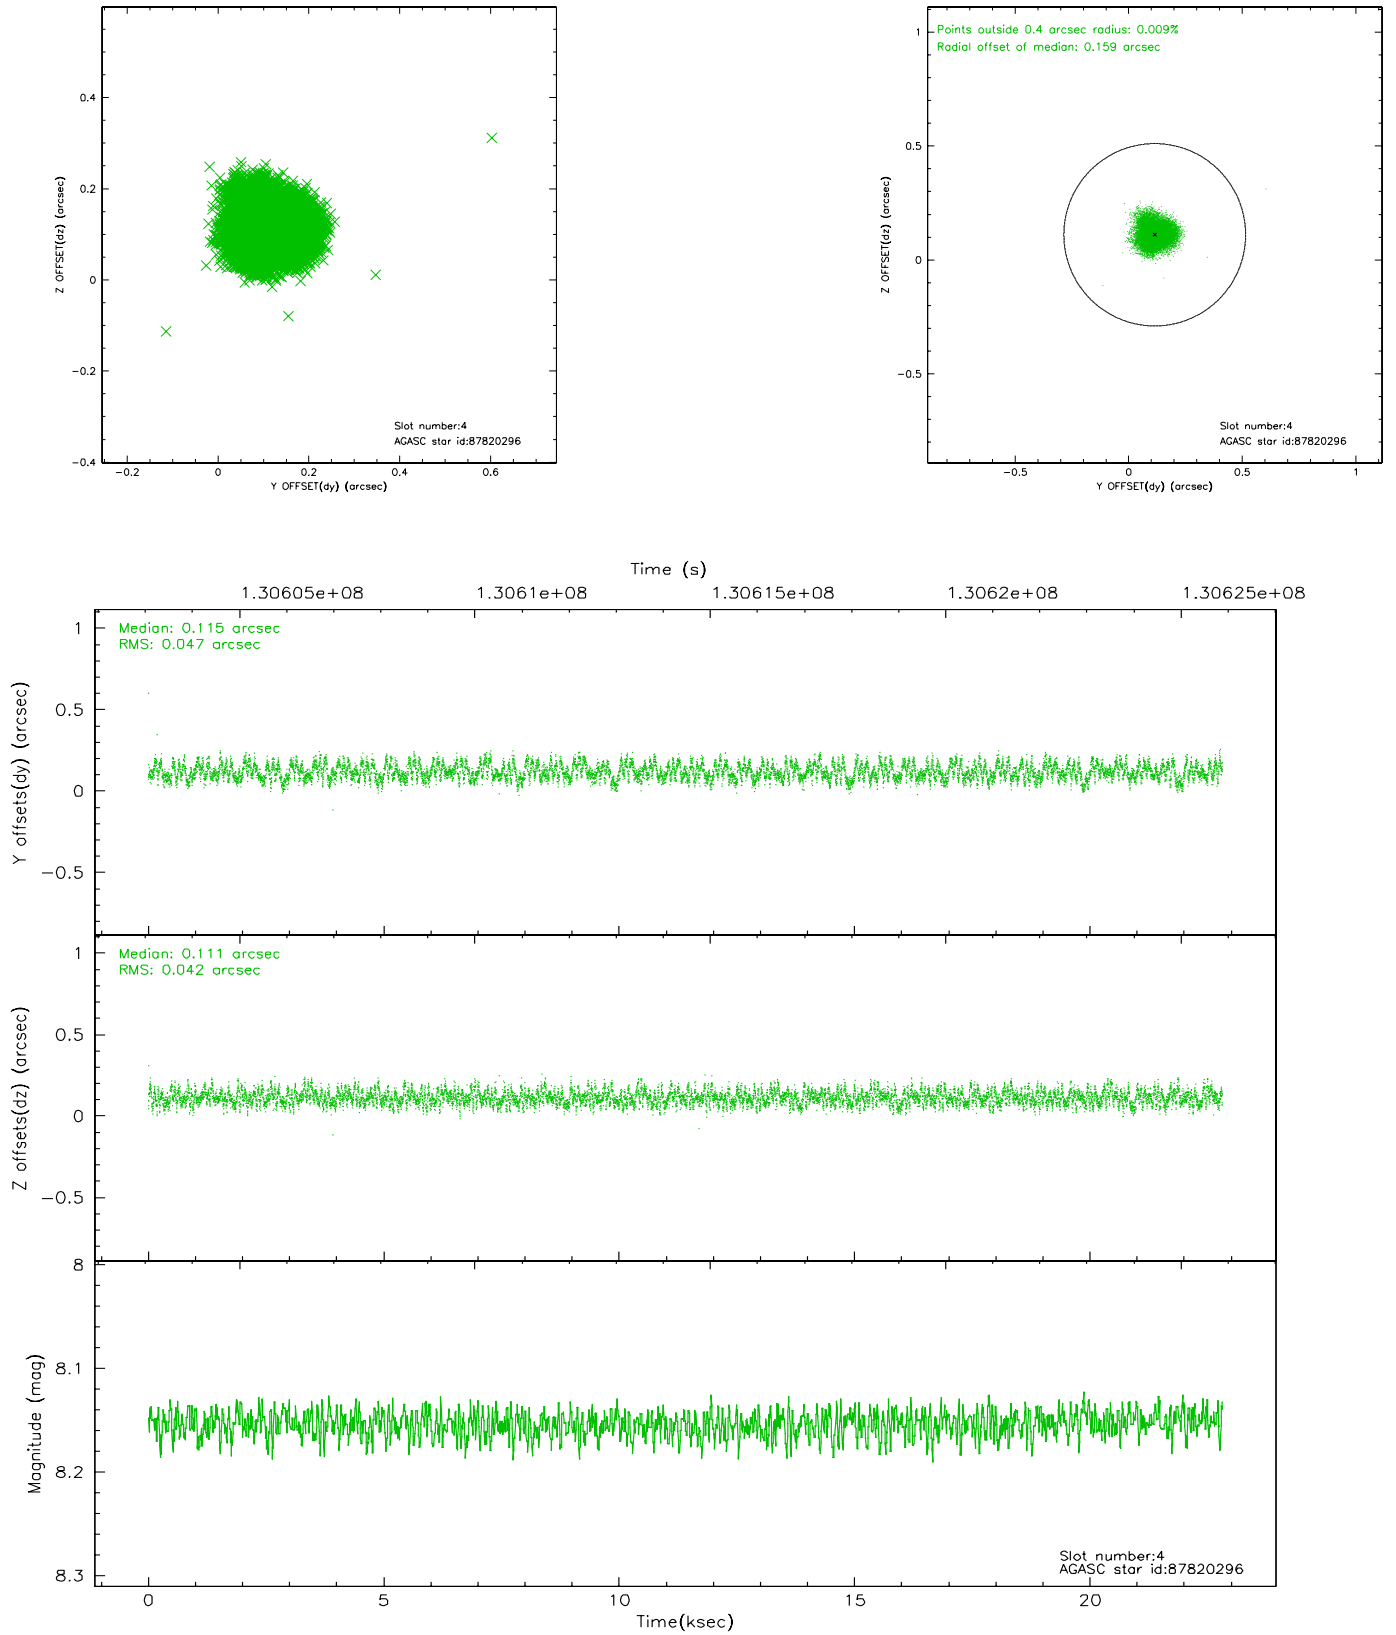 0.4
0.2
0
−0.2
−0.4
Z OFFSET(dz) (arcsec)
Slot number:4
AGASC star id:87820296
−0.2 0 0.2 0.4 0.6
Y OFFSET(dy) (arcsec)
Points outside 0.4 arcsec radius: 0.009%
Radial offset of median: 0.159 arcsec
1
0.5
0
−0.5
Z OFFSET(dz) (arcsec)
Slot number:4
AGASC star id:87820296
−0.5 0 0.5 1
Y OFFSET(dy) (arcsec)
Time (s)
1.30605e+08 1.3061e+08 1.30615e+08 1.3062e+08 1.30625e+08
Median: 0.115 arcsec
RMS: 0.047 arcsec
1
0.5
0
−0.5
Y offsets(dy) (arcsec)
Median: 0.111 arcsec
RMS: 0.042 arcsec
1
0.5
0
−0.5
Z offsets(dz) (arcsec)
8
8.1
8.2
8.3
Magnitude (mag)
Slot number:4
AGASC star id:87820296
0 5 10 15 20
Time(ksec)